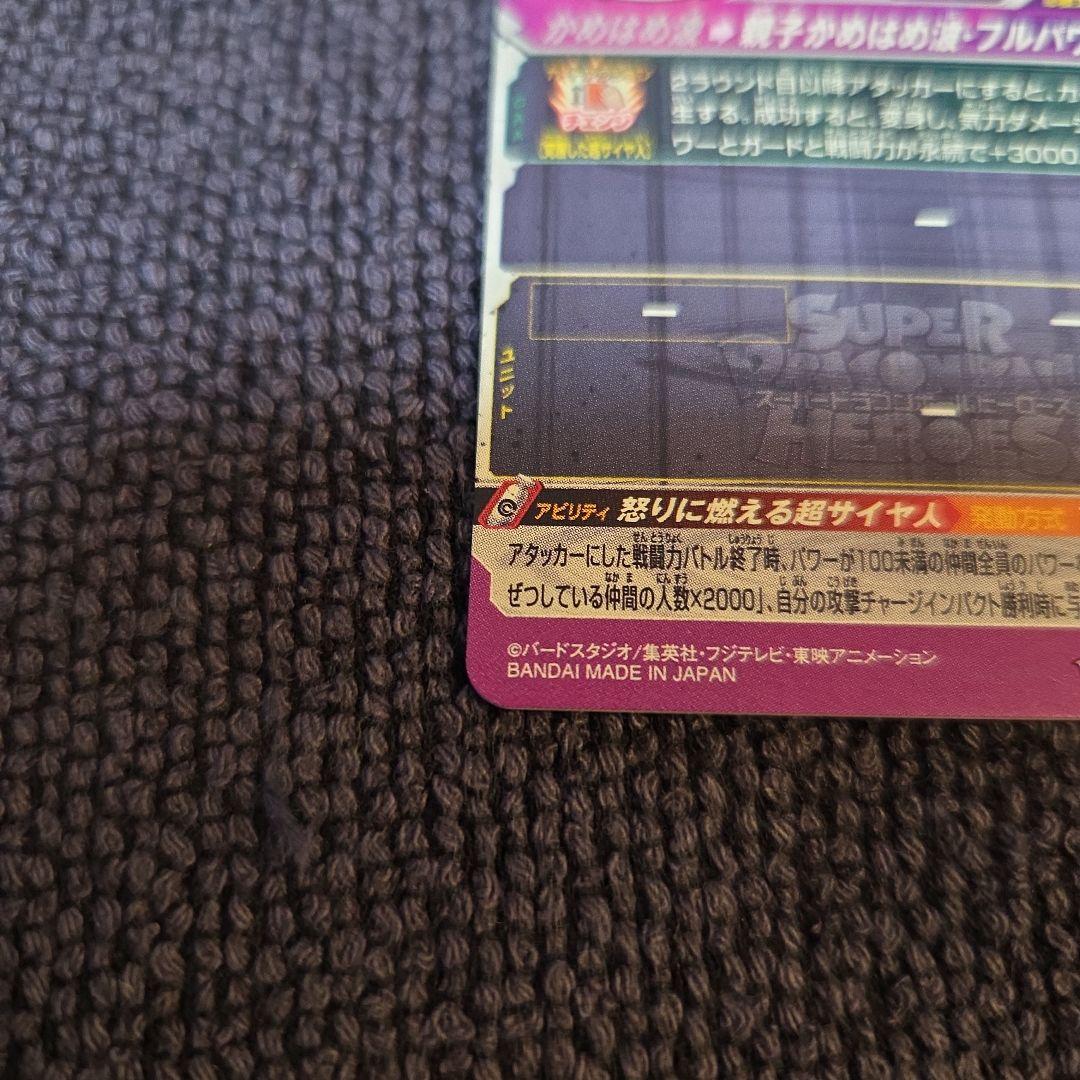 かめはめ波➡親子かめはめ波・フルパワ
2ラウンド目以降アタッカーにすると、ガ
生する。成功すると、変身し、気力ダメージ
ワーとガードと戦闘力が永続で+3000
チェンジ
(覚醒した超サイヤ人)
SUPER
HEROES
ユニット
アビリティ 怒りに燃える超サイヤ人 発動方式
アタッカーにした戦闘力バトル終了時、パワーが100未満の仲間全員のパワー
ぜつしている仲間の人数×2000」、自分の攻撃チャージインパクト勝利時に与
©バードスタジオ/集英社・フジテレビ・東映アニメーション
BANDAI MADE IN JAPAN